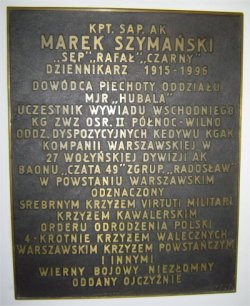 KPT. SAP. AK
MAREK SZYMAŃSKI
„SĘP” „RAFAŁ” „CZARNY”
DZIENNIKARZ 1915-1996
DOWÓDCA PIECHOTY ODDZIAŁU
MJR „HUBALA”
UCZESTNIK WYWIADU WSCHODNIEGO
KG ZWZ OSR. II PÓŁNOC-WILNO
ODDZ. DYSPOZYCYJNYCH KEDYWU KGAK
KOMPANII WARSZAWSKIEJ W
27 WOŁYŃSKIEJ DYWIZJI AK
BAONU „CZATA 49” ZGRUP. „RADOSŁAW”
W POWSTANIU WARSZAWSKIM
ODZNACZONY
SREBRNYM KRZYŻEM VIRTUTI MILITARI
KRZYŻEM KAWALERSKIM
ORDERU ODRODZENIA POLSKI
4-KROTNIE KRZYŻEM WALECZNYCH
WARSZAWSKIM KRZYŻEM POWSTAŃCZYM
I INNYMI
WIERNY BOJOWY NIEZŁOMNY
ODDANY OJCZYŹNIE